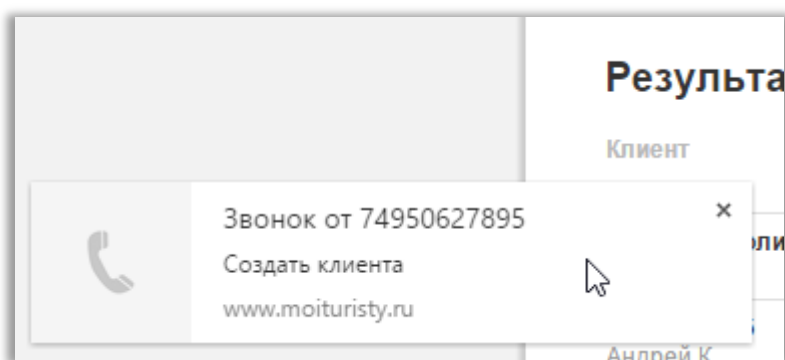 Результа
Клиент
Звонок от 74950627895
Создать клиента
www.moituristy.ru
Андрей К